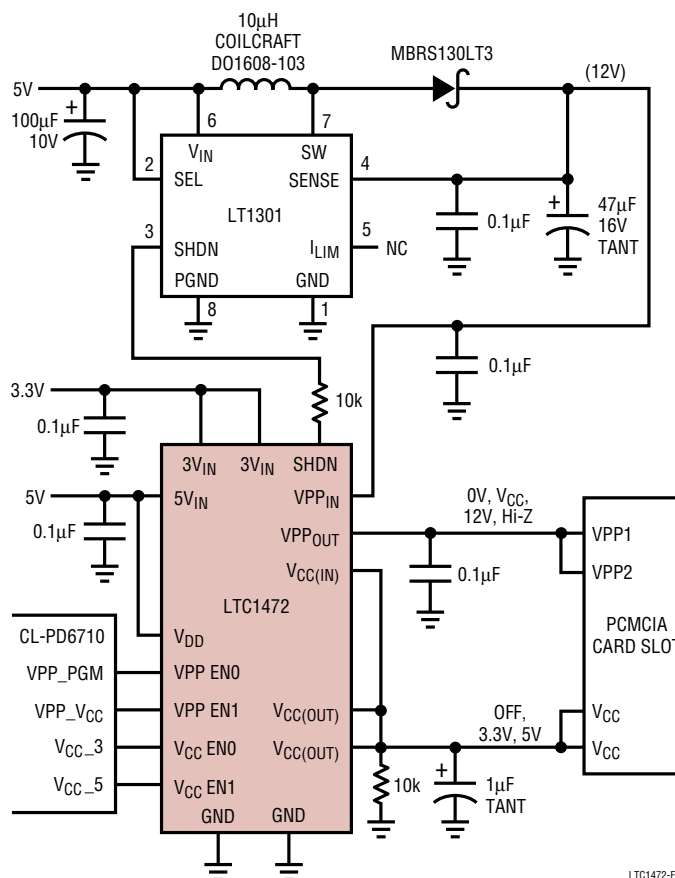 10µH
COILCRAFT
DO1608-103
MBRS130LT3
5V
(12V)
+
100µF
10V
6
7
2
VIN
SW
4
SEL
SENSE
LT1301
0.1µF
+
47µF
16V
TANT
3
5
SHDN
ILIM
NC
PGND
GND
8
1
0.1µF
3.3V
10k
0.1µF
3VIN
3VIN
SHDN
5V
5VIN
VPPIN
0V, VCC,
12V, Hi-Z
0.1µF
VPPOUT
VPP1
VCC(IN)
0.1µF
VPP2
LTC1472
CL-PD6710
VDD
PCMCIA
CARD SLOT
VPP_PGM
VPP EN0
VPP_VCC
VPP EN1
VCC(OUT)
OFF,
3.3V, 5V
VCC
VCC_3
VCC EN0
VCC(OUT)
VCC
VCC_5
VCC EN1
10k
+
1µF
TANT
GND
GND